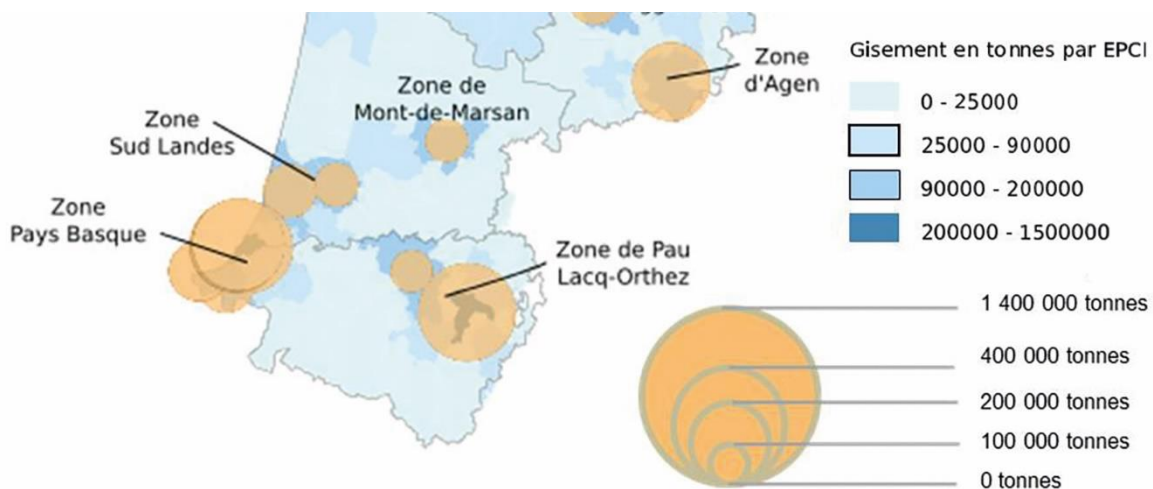 Zone
d'Agen
Zone de
Mont-de-Marsan
Zone
Sud Landes
Zone
Pays Basque
Zone de Pau
Lacq-Orthez
Gisement en tonnes par EPCI
0 - 25000
25000 - 90000
90000 - 200000
200000 - 1500000
1 400 000 tonnes
400 000 tonnes
200 000 tonnes
100 000 tonnes
0 tonnes